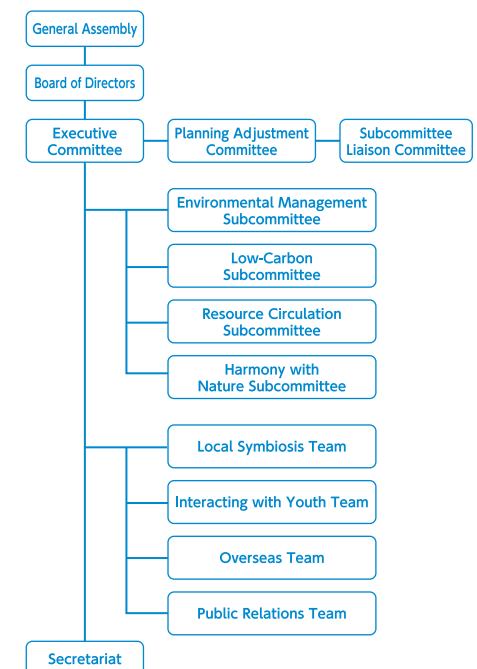 General Assembly
Board of Directors
Executive
Committee
Planning Adjustment
Committee
Subcommittee
Liaison Committee
Environmental Management
Subcommittee
Low-Carbon
Subcommittee
Resource Circulation
Subcommittee
Harmony with
Nature Subcommittee
Local Symbiosis Team
Interacting with Youth Team
Overseas Team
Public Relations Team
Secretariat